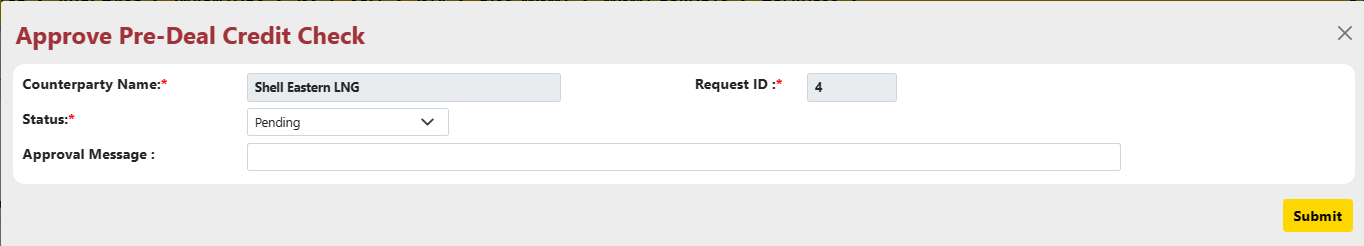 Approve Pre-Deal Credit Check
Counterparty Name:* Shell Eastern LNG Request ID :* 4
Status:* Pending
Approval Message :
Submit